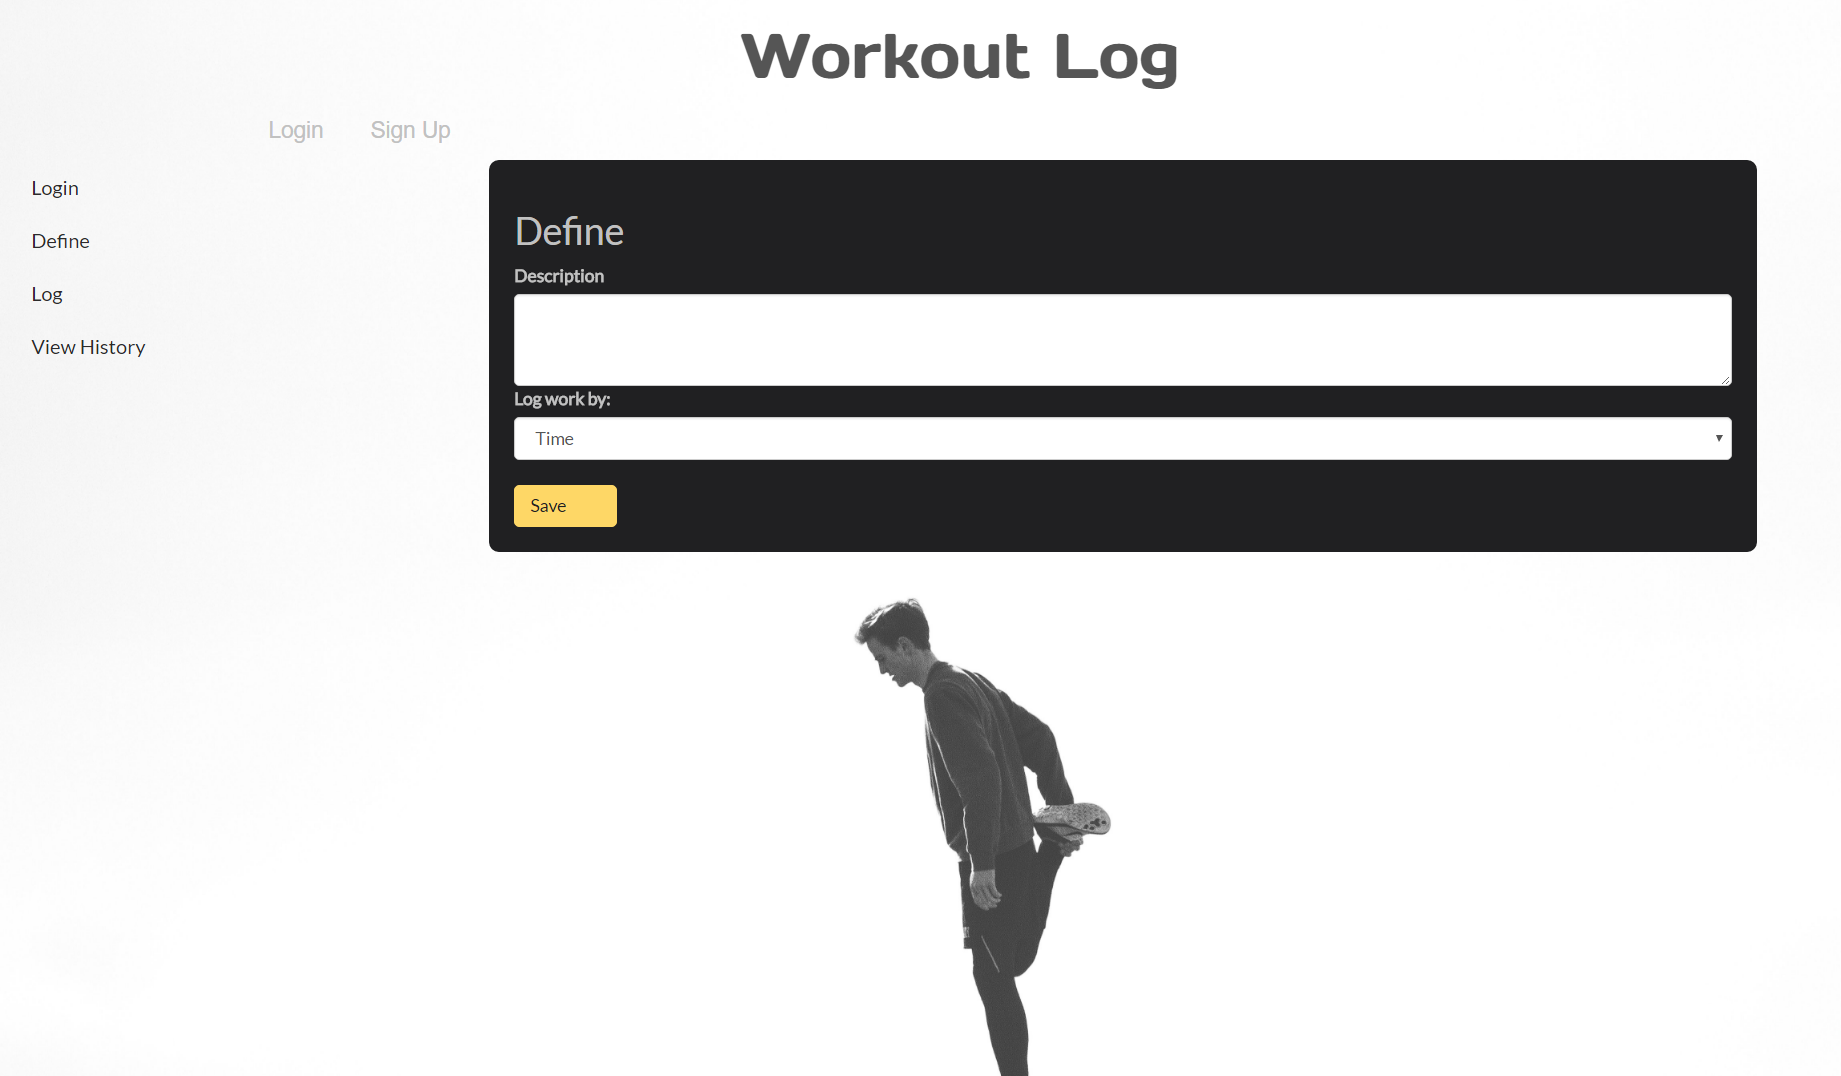 Workout Log
Login Sign Up
Login
Define
Log
View History
Define
Description
Log work by:
Time
Save